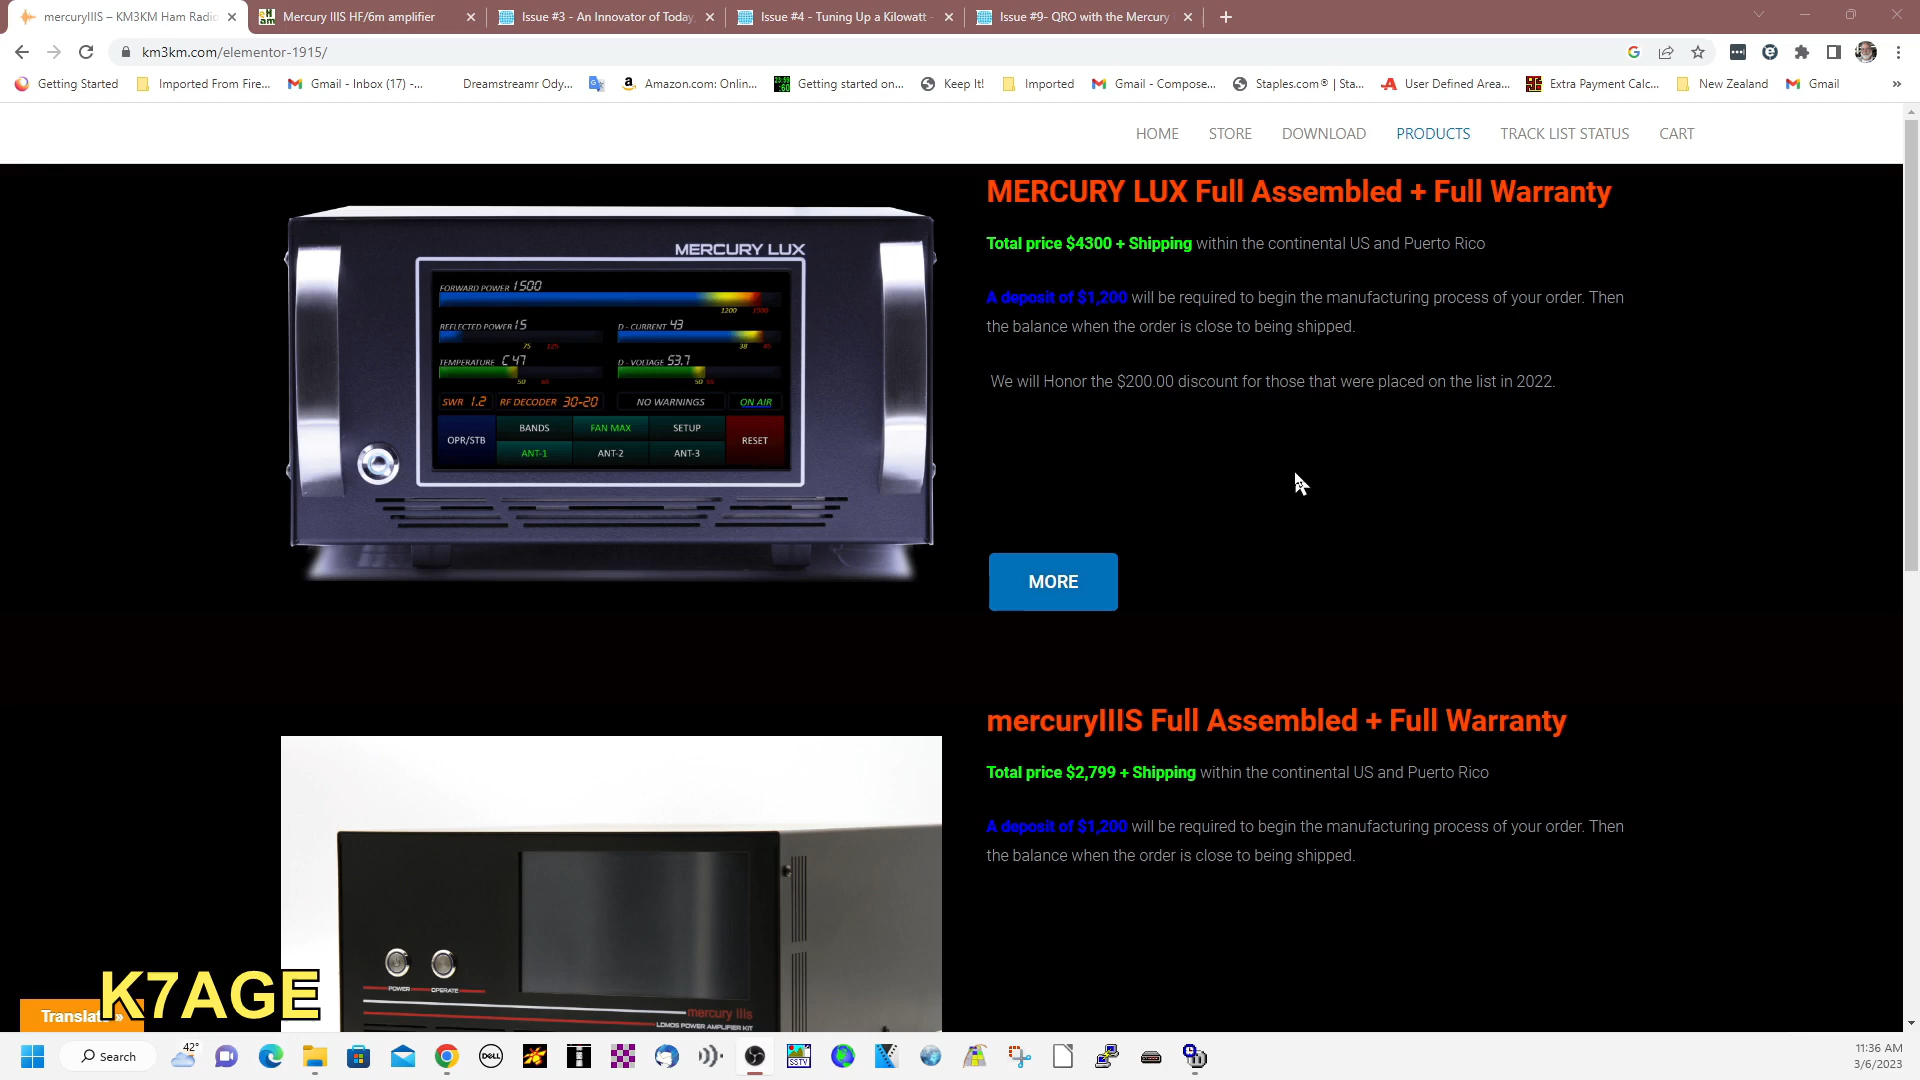 mercuryIIIS – KM3KM Ham Radio
Mercury IIIS HF/6m amplifier
Issue #3 - An Innovator of Today,
Issue #4 - Tuning Up a Kilowatt -
Issue #9- QRO with the Mercury
km3km.com/elementor-1915/
Getting Started
Imported From Fire...
Gmail - Inbox (17) -...
Dreamstreamr Ody...
Amazon.com: Onlin...
Getting started on...
Keep It!
Imported
Gmail - Compose...
Staples.com® | Sta...
User Defined Area...
Extra Payment Calc...
New Zealand
Gmail
HOME
STORE
DOWNLOAD
PRODUCTS
TRACK LIST STATUS
CART
MERCURY LUX Full Assembled + Full Warranty
Total price $4300 + Shipping within the continental US and Puerto Rico
A deposit of $1,200 will be required to begin the manufacturing process of your order. Then
the balance when the order is close to being shipped.
We will Honor the $200.00 discount for those that were placed on the list in 2022.
MORE
MERCURY LUX
FORWARD POWER 1500
1200 1500
REFLECTED POWER 15
75 125
D - CURRENT 43
38 45
TEMPERATURE C 47
50
D - VOLTAGE 53.7
50 55
SWR 1.2
RF DECODER 30-20
NO WARNINGS
ON AIR
OPR/STB
BANDS
FAN MAX
SETUP
RESET
ANT-1
ANT-2
ANT-3
mercuryIIIS Full Assembled + Full Warranty
Total price $2,799 + Shipping within the continental US and Puerto Rico
A deposit of $1,200 will be required to begin the manufacturing process of your order. Then
the balance when the order is close to being shipped.
POWER
OPERATE
mercury IIIs
LDMOS POWER AMPLIFIER KIT
K7AGE
Translate »
42°
Search
DELL
SSTV
11:36 AM
3/6/2023